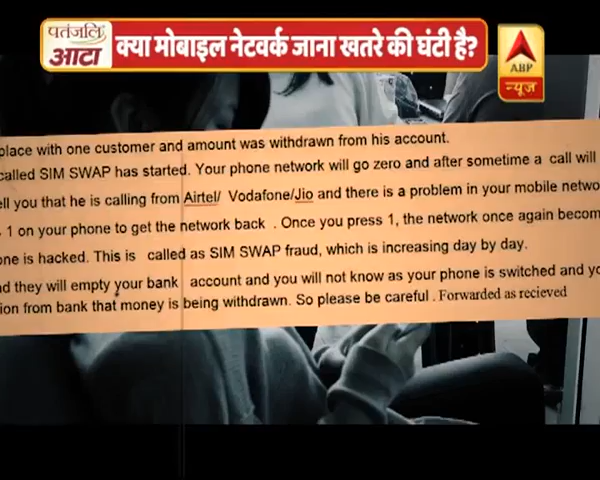 पतंजलि
आटा
क्या मोबाइल नेटवर्क जाना खतरे की घंटी है?
ABP
न्यूज़
place with one customer and amount was withdrawn from his account.
called SIM SWAP has started. Your phone network will go zero and after sometime a call will
ell you that he is calling from Airtel/ Vodafone/Jio and there is a problem in your mobile netwo
1 on your phone to get the network back . Once you press 1, the network once again becom
one is hacked. This is called as SIM SWAP fraud, which is increasing day by day.
nd they will empty your bank account and you will not know as your phone is switched and yo
ion from bank that money is being withdrawn. So please be careful . Forwarded as recieved